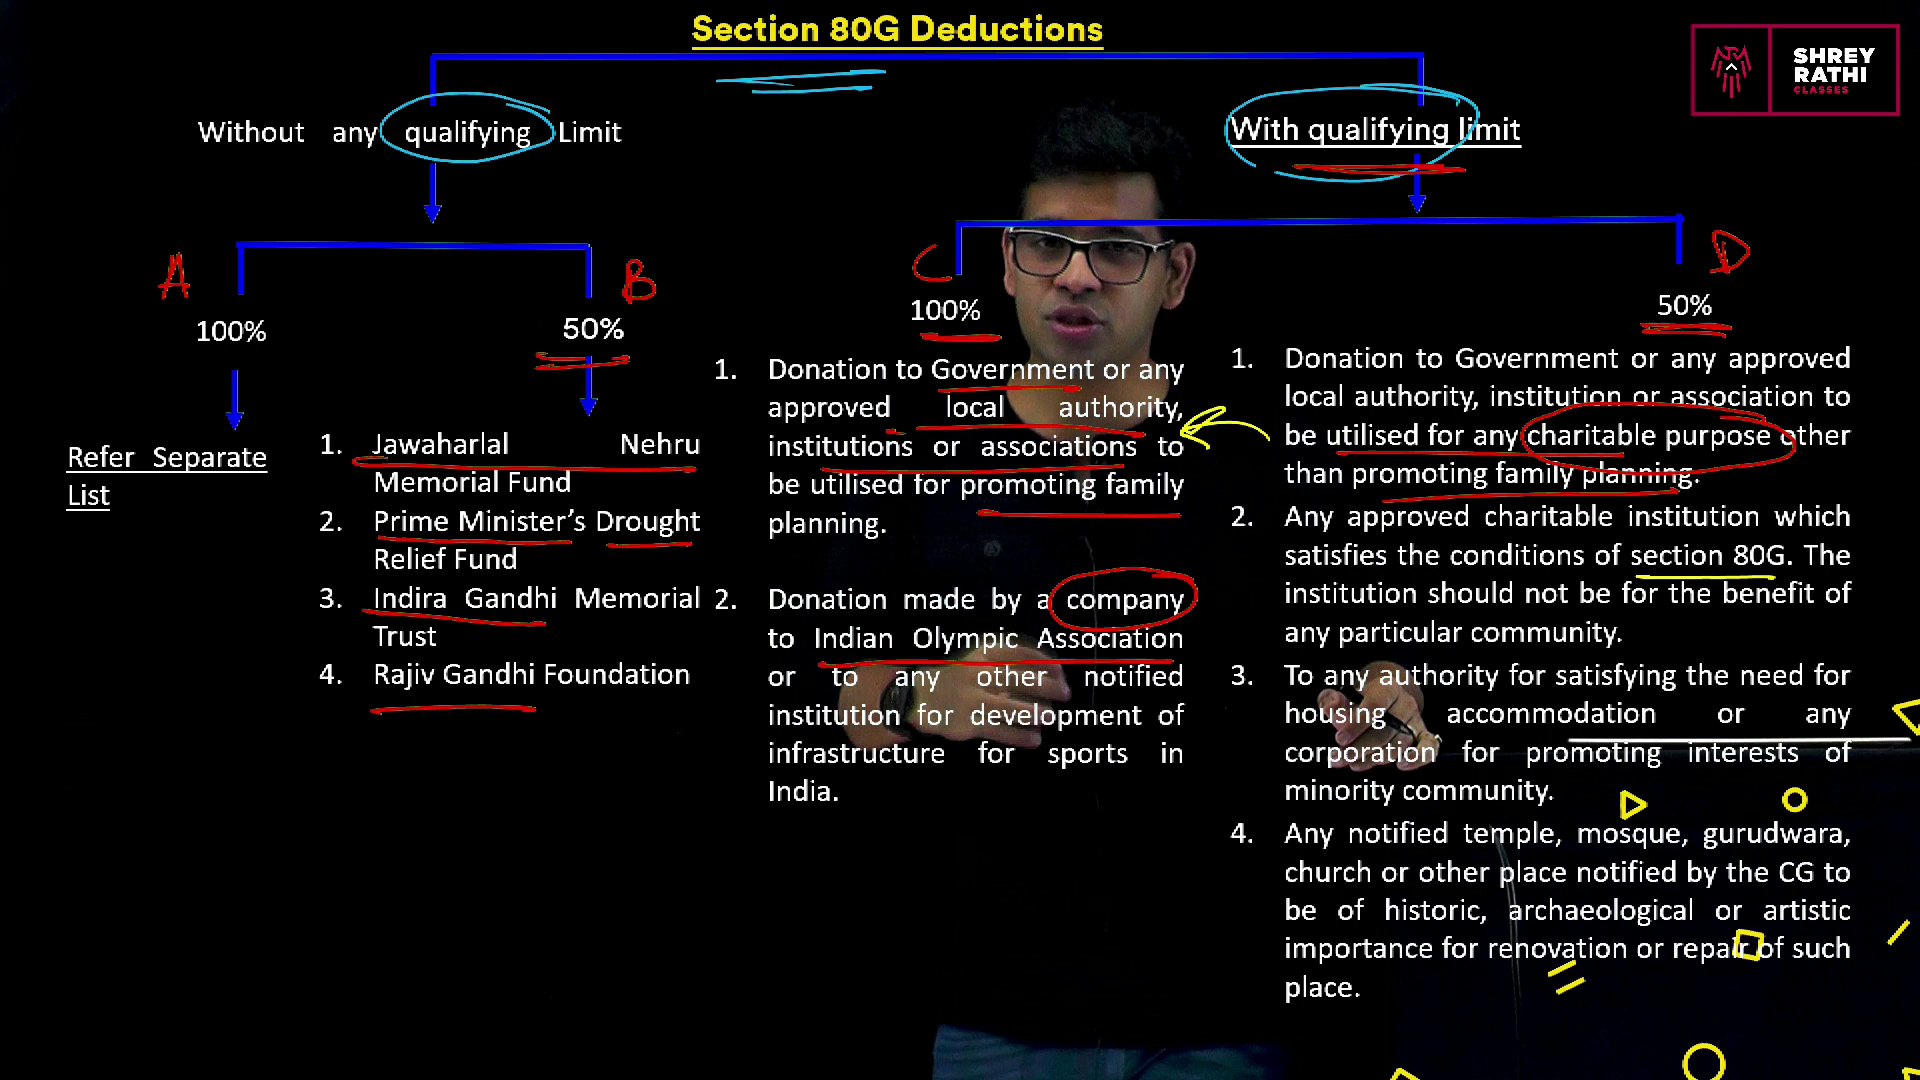 Section 80G Deductions
SHREY
RATHI
CLASSES
Without any qualifying Limit
With qualifying limit
A
B
C
D
100%
50%
100%
50%
Refer Separate
List
1. Jawaharlal Nehru
Memorial Fund
2. Prime Minister’s Drought
Relief Fund
3. Indira Gandhi Memorial
Trust
4. Rajiv Gandhi Foundation
1. Donation to Government or any
approved local authority,
institutions or associations to
be utilised for promoting family
planning.
2. Donation made by a company
to Indian Olympic Association
or to any other notified
institution for development of
infrastructure for sports in
India.
1. Donation to Government or any approved
local authority, institution or association to
be utilised for any charitable purpose other
than promoting family planning.
2. Any approved charitable institution which
satisfies the conditions of section 80G. The
institution should not be for the benefit of
any particular community.
3. To any authority for satisfying the need for
housing accommodation or any
corporation for promoting interests of
minority community.
4. Any notified temple, mosque, gurudwara,
church or other place notified by the CG to
be of historic, archaeological or artistic
importance for renovation or repair of such
place.